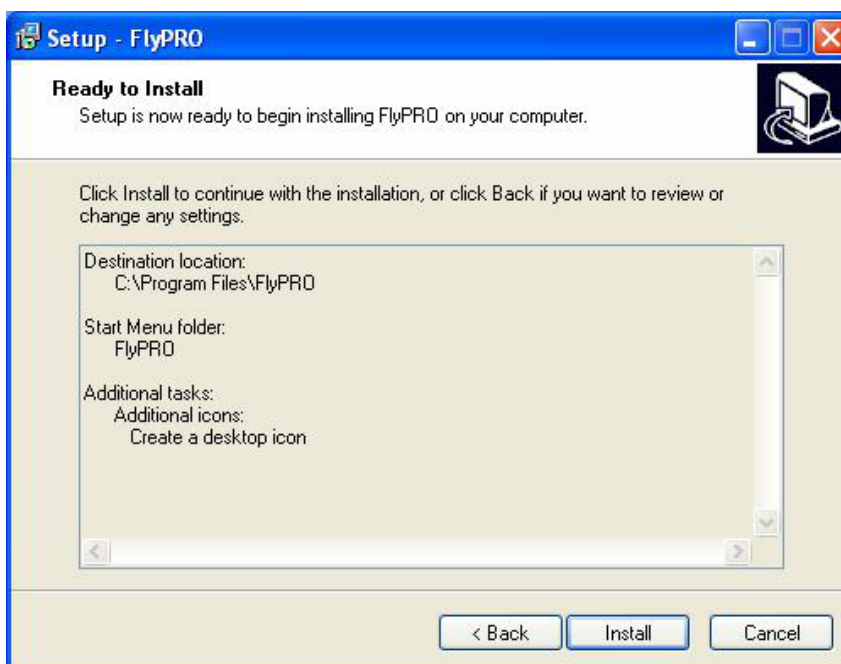 Setup - FlyPRO
Ready to Install
Setup is now ready to begin installing FlyPRO on your computer.
Click Install to continue with the installation, or click Back if you want to review or
change any settings.
Destination location:
C:\Program Files\FlyPRO
Start Menu folder:
FlyPRO
Additional tasks:
Additional icons:
Create a desktop icon
< Back
Install
Cancel